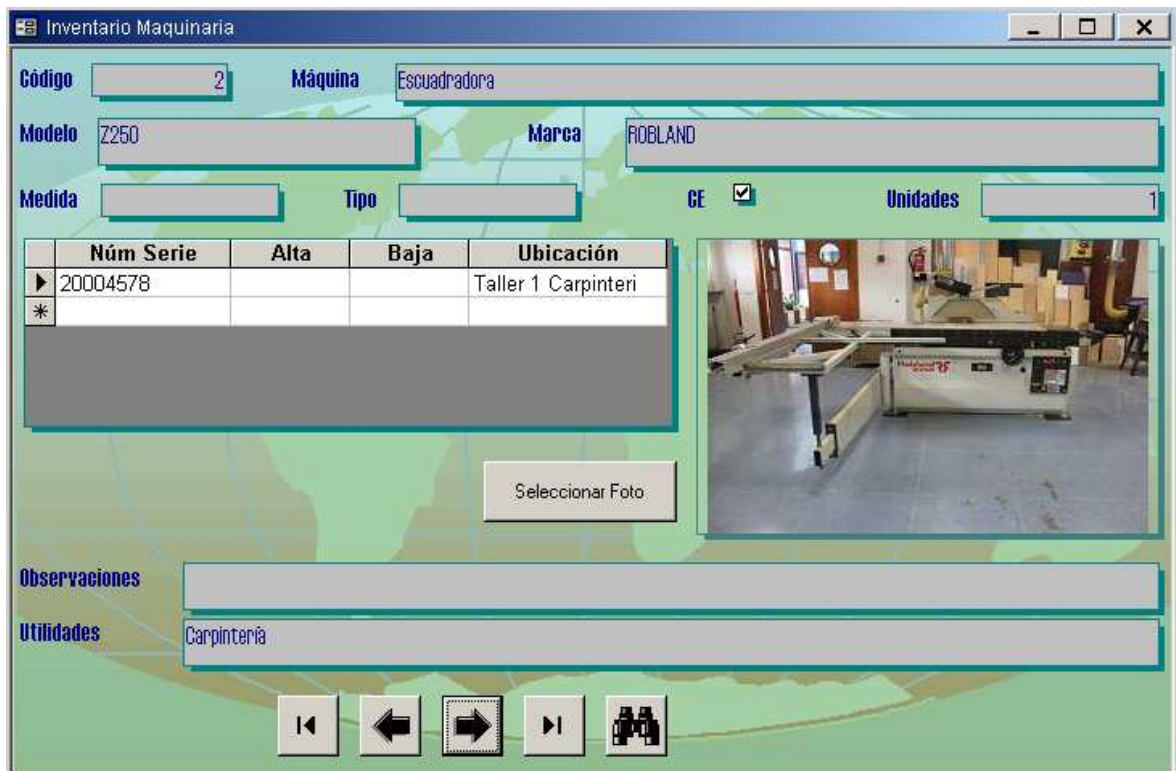 Inventario Maquinaria
Código 2 Máquina Escuadradora
Modelo Z250 Marca ROBLAND
Medida Tipo CE Unidades 1
Núm Serie Alta Baja Ubicación
20004578 Taller 1 Carpinteri
Robland
Seleccionar Foto
Observaciones
Utilidades Carpintería